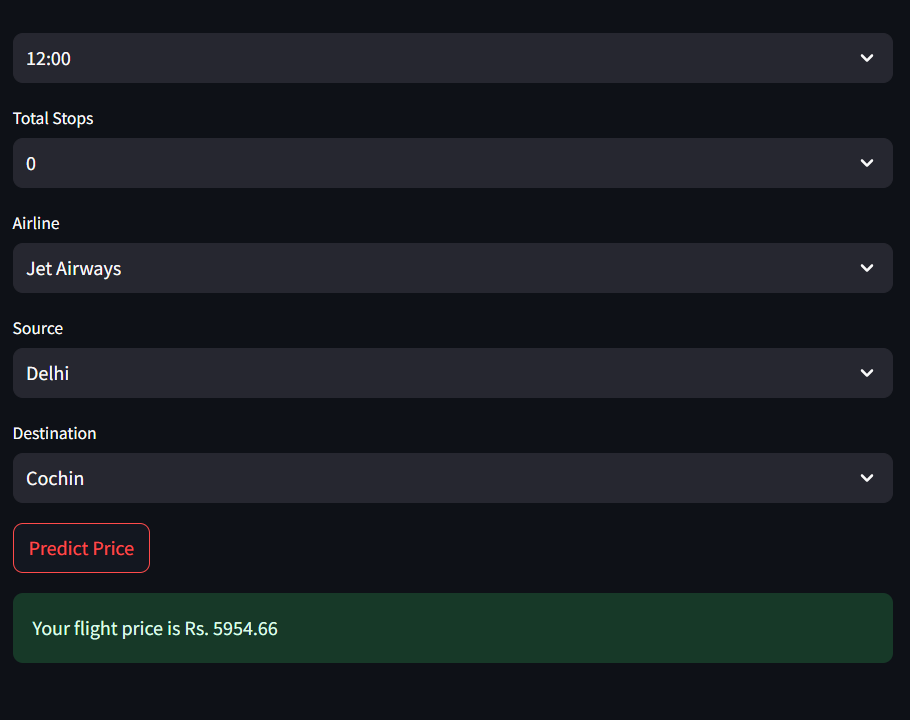 12:00
Total Stops
0
Airline
Jet Airways
Source
Delhi
Destination
Cochin
Predict Price
Your flight price is Rs. 5954.66